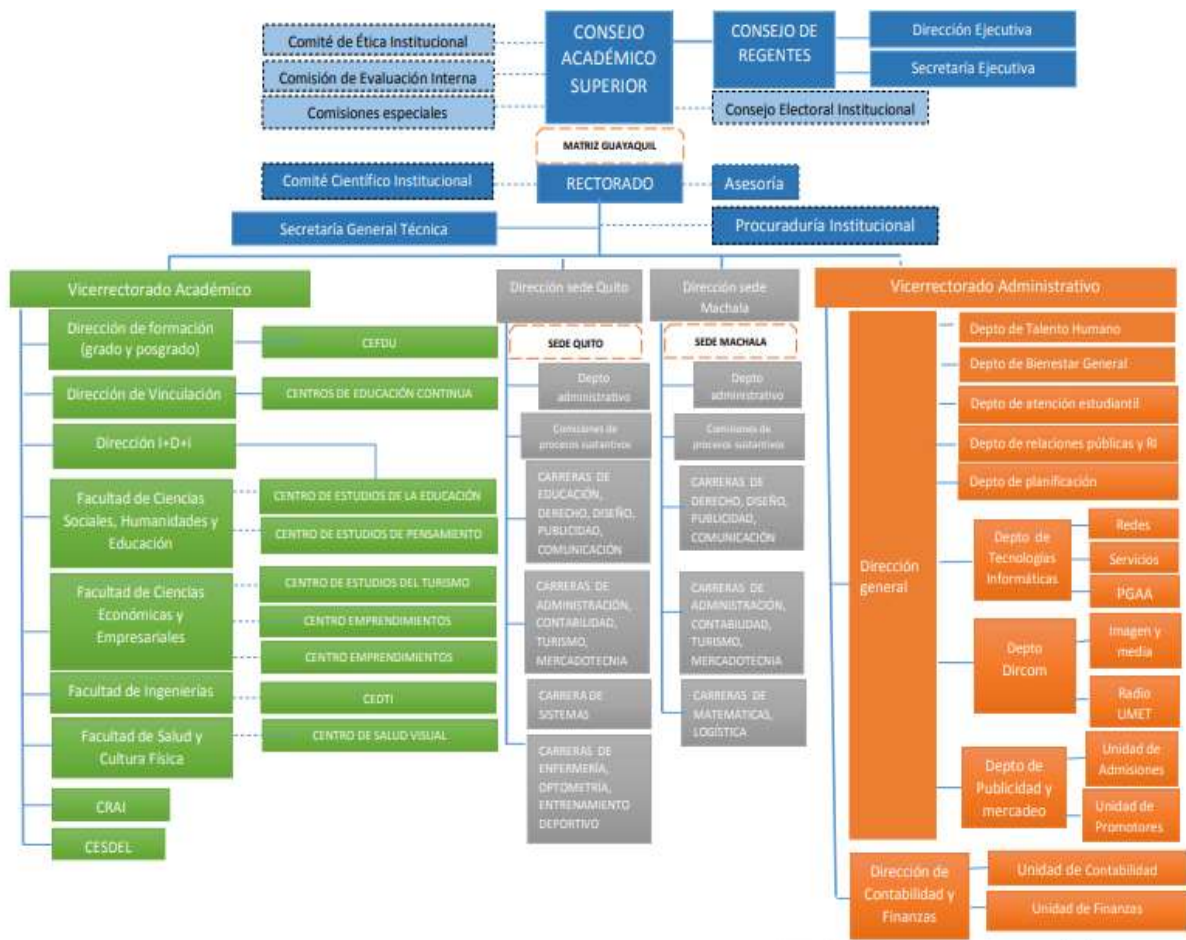 Comité de Ética Institucional
Comisión de Evaluación Interna
Comisiones especiales
CONSEJO
ACADÉMICO
SUPERIOR
CONSEJO DE
REGENTES
Dirección Ejecutiva
Secretaría Ejecutiva
Consejo Electoral Institucional
MATRIZ GUAYAQUIL
Comité Científico Institucional
RECTORADO
Asesoría
Secretaría General Técnica
Procuraduría Institucional
Vicerrectorado Académico
Dirección de formación
(grado y posgrado)
CEFDU
Dirección de Vinculación
CENTROS DE EDUCACIÓN CONTINUA
Dirección I+D+i
Facultad de Ciencias
Sociales, Humanidades y
Educación
CENTRO DE ESTUDIOS DE LA EDUCACIÓN
CENTRO DE ESTUDIOS DE PENSAMIENTO
Facultad de Ciencias
Económicas y
Empresariales
CENTRO DE ESTUDIOS DEL TURISMO
CENTRO EMPRENDIMIENTOS
CENTRO EMPRENDIMIENTOS
Facultad de Ingenierías
CEDTI
Facultad de Salud y
Cultura Física
CENTRO DE SALUD VISUAL
CRAI
CESDEL
Dirección sede Quito
SEDE QUITO
Depto
administrativo
Comisiones de
procesos sustantivos
CARRERAS DE
EDUCACIÓN,
DERECHO, DISEÑO,
PUBLICIDAD,
COMUNICACIÓN
CARRERAS DE
ADMINISTRACIÓN,
CONTABILIDAD,
TURISMO,
MERCADOTECNIA
CARRERA DE
SISTEMAS
CARRERAS DE
ENFERMERÍA,
OPTOMETRÍA,
ENTRENAMIENTO
DEPORTIVO
Dirección sede
Machala
SEDE MACHALA
Depto
administrativo
Comisiones de
procesos sustantivos
CARRERAS DE
DERECHO, DISEÑO,
PUBLICIDAD,
COMUNICACIÓN
CARRERAS DE
ADMINISTRACIÓN,
CONTABILIDAD,
TURISMO,
MERCADOTECNIA
CARRERAS DE
MATEMÁTICAS,
LOGÍSTICA
Vicerrectorado Administrativo
Dirección
general
Depto de Talento Humano
Depto de Bienestar General
Depto de atención estudiantil
Depto de relaciones públicas y RI
Depto de planificación
Depto de
Tecnologías
Informáticas
Redes
Servicios
PGAA
Depto
Dircom
Imagen y
media
Radio
UMET
Depto de
Publicidad y
mercadeo
Unidad de
Admisiones
Unidad de
Promotores
Dirección de
Contabilidad y
Finanzas
Unidad de Contabilidad
Unidad de Finanzas